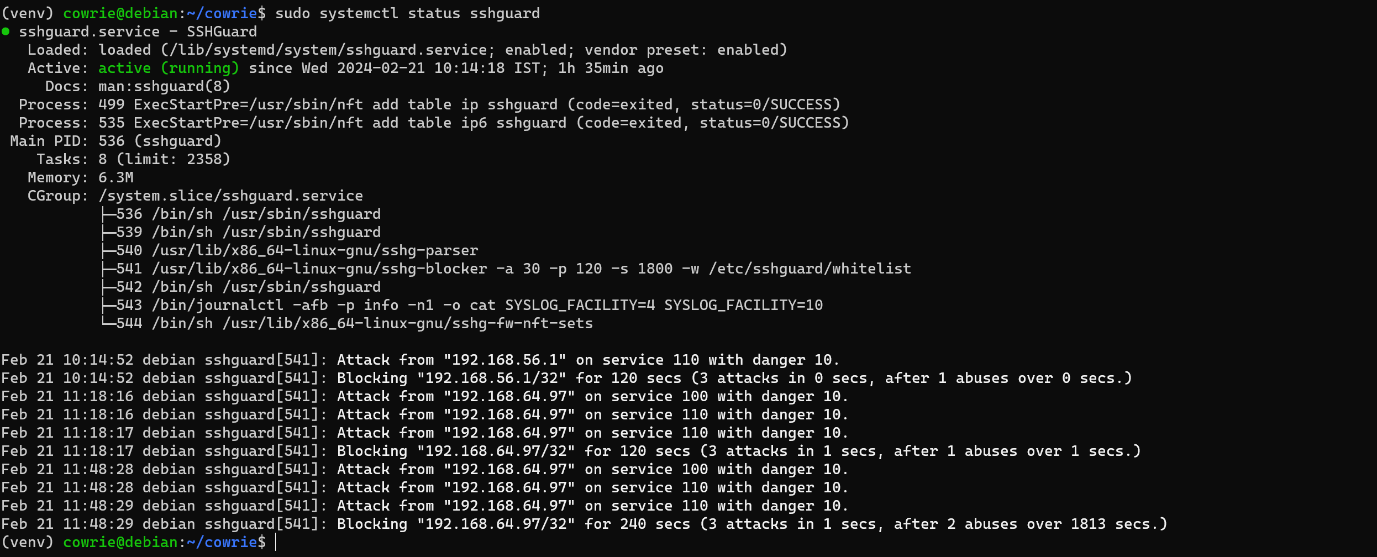 (venv) cowrie@debian:~/cowrie$ sudo systemctl status sshguard
● sshguard.service - SSHGuard
Loaded: loaded (/lib/systemd/system/sshguard.service; enabled; vendor preset: enabled)
Active: active (running) since Wed 2024-02-21 10:14:18 IST; 1h 35min ago
Docs: man:sshguard(8)
Process: 499 ExecStartPre=/usr/sbin/nft add table ip sshguard (code=exited, status=0/SUCCESS)
Process: 535 ExecStartPre=/usr/sbin/nft add table ip6 sshguard (code=exited, status=0/SUCCESS)
Main PID: 536 (sshguard)
Tasks: 8 (limit: 2358)
Memory: 6.3M
CGroup: /system.slice/sshguard.service
├─536 /bin/sh /usr/sbin/sshguard
├─539 /bin/sh /usr/sbin/sshguard
├─540 /usr/lib/x86_64-linux-gnu/sshg-parser
├─541 /usr/lib/x86_64-linux-gnu/sshg-blocker -a 30 -p 120 -s 1800 -w /etc/sshguard/whitelist
├─542 /bin/sh /usr/sbin/sshguard
├─543 /bin/journalctl -afb -p info -n1 -o cat SYSLOG_FACILITY=4 SYSLOG_FACILITY=10
└─544 /bin/sh /usr/lib/x86_64-linux-gnu/sshg-fw-nft-sets
Feb 21 10:14:52 debian sshguard[541]: Attack from "192.168.56.1" on service 110 with danger 10.
Feb 21 10:14:52 debian sshguard[541]: Blocking "192.168.56.1/32" for 120 secs (3 attacks in 0 secs, after 1 abuses over 0 secs.)
Feb 21 11:18:16 debian sshguard[541]: Attack from "192.168.64.97" on service 100 with danger 10.
Feb 21 11:18:16 debian sshguard[541]: Attack from "192.168.64.97" on service 110 with danger 10.
Feb 21 11:18:17 debian sshguard[541]: Attack from "192.168.64.97" on service 110 with danger 10.
Feb 21 11:18:17 debian sshguard[541]: Blocking "192.168.64.97/32" for 120 secs (3 attacks in 1 secs, after 1 abuses over 1 secs.)
Feb 21 11:48:28 debian sshguard[541]: Attack from "192.168.64.97" on service 100 with danger 10.
Feb 21 11:48:28 debian sshguard[541]: Attack from "192.168.64.97" on service 110 with danger 10.
Feb 21 11:48:29 debian sshguard[541]: Attack from "192.168.64.97" on service 110 with danger 10.
Feb 21 11:48:29 debian sshguard[541]: Blocking "192.168.64.97/32" for 240 secs (3 attacks in 1 secs, after 2 abuses over 1813 secs.)
(venv) cowrie@debian:~/cowrie$